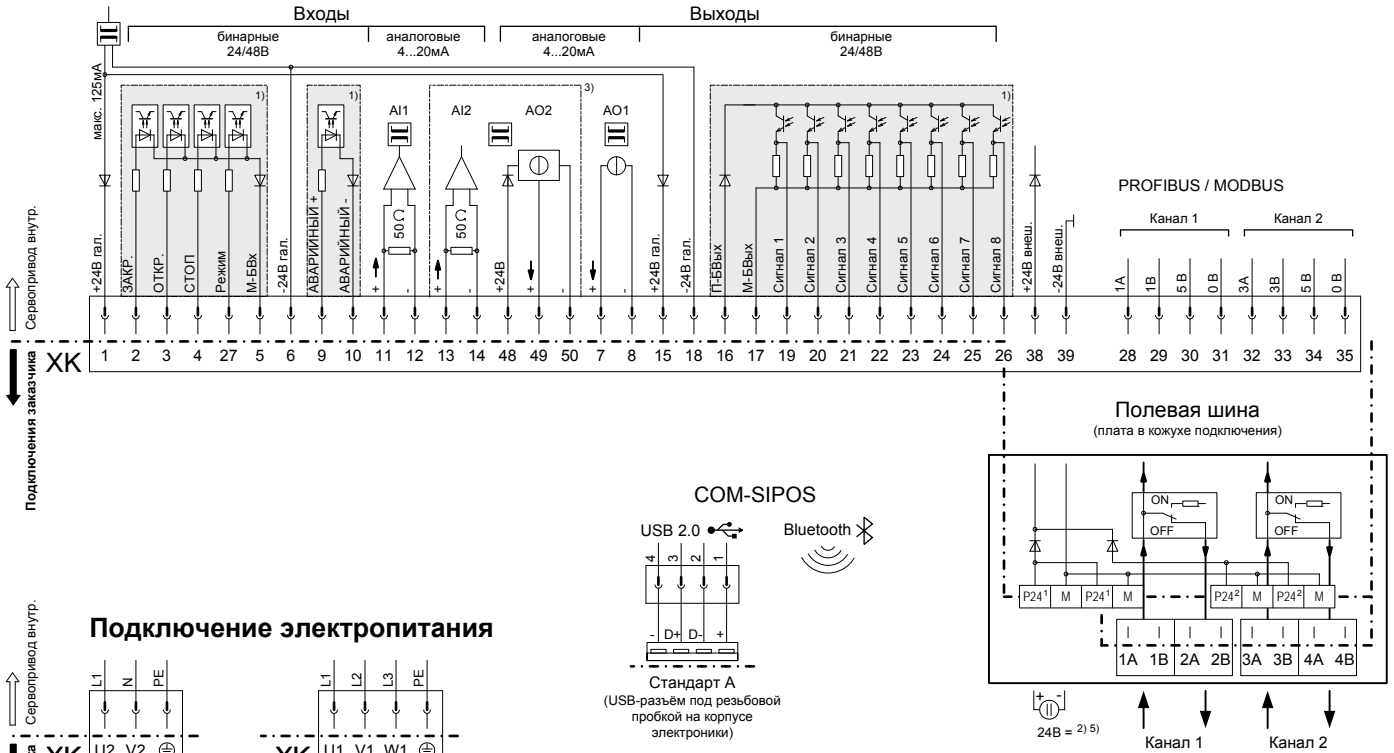 Входы
Выходы
бинарные
24/48В
аналоговые
4...20мА
аналоговые
4...20мА
бинарные
24/48В
макс. 125мА
1)
1)
3)
1)
AI1
AI2
AO2
AO1
50Ω
50Ω
PROFIBUS / MODBUS
Канал 1
Канал 2
Сервопривод внутр.
+24В гал.
ЗАКР.
ОТКР.
СТОП
Режим
М-БВх
-24В гал.
АВАРИЙНЫЙ +
АВАРИЙНЫЙ -
+
-
+
-
+24В
+
-
+
-
+24В гал.
-24В гал.
П-БВых
М-БВых
Сигнал 1
Сигнал 2
Сигнал 3
Сигнал 4
Сигнал 5
Сигнал 6
Сигнал 7
Сигнал 8
+24В внеш.
-24В внеш.
1A
1B
5 В
0 В
3A
3B
5 В
0 В
XK 1 2 3 4 27 5 6 9 10 11 12 13 14 48 49 50 7 8 15 18 16 17 19 20 21 22 23 24 25 26 38 39 28 29 30 31 32 33 34 35
Подключения заказчика
Полевая шина
(плата в кожухе подключения)
ON
OFF
ON
OFF
P24¹ M P24¹ M P24² M P24² M
1A 1B 2A 2B 3A 3B 4A 4B
+ -
24В = 2) 5)
Канал 1
Канал 2
COM-SIPOS
USB 2.0
Bluetooth
4 3 2 1
- D+ D- +
Стандарт А
(USB-разъём под резьбовой
пробкой на корпусе
электроники)
Подключение электропитания
Сервопривод внутр.
L1 N PE
L1 L2 L3 PE
XK U2 V2
XK U1 V1 W1